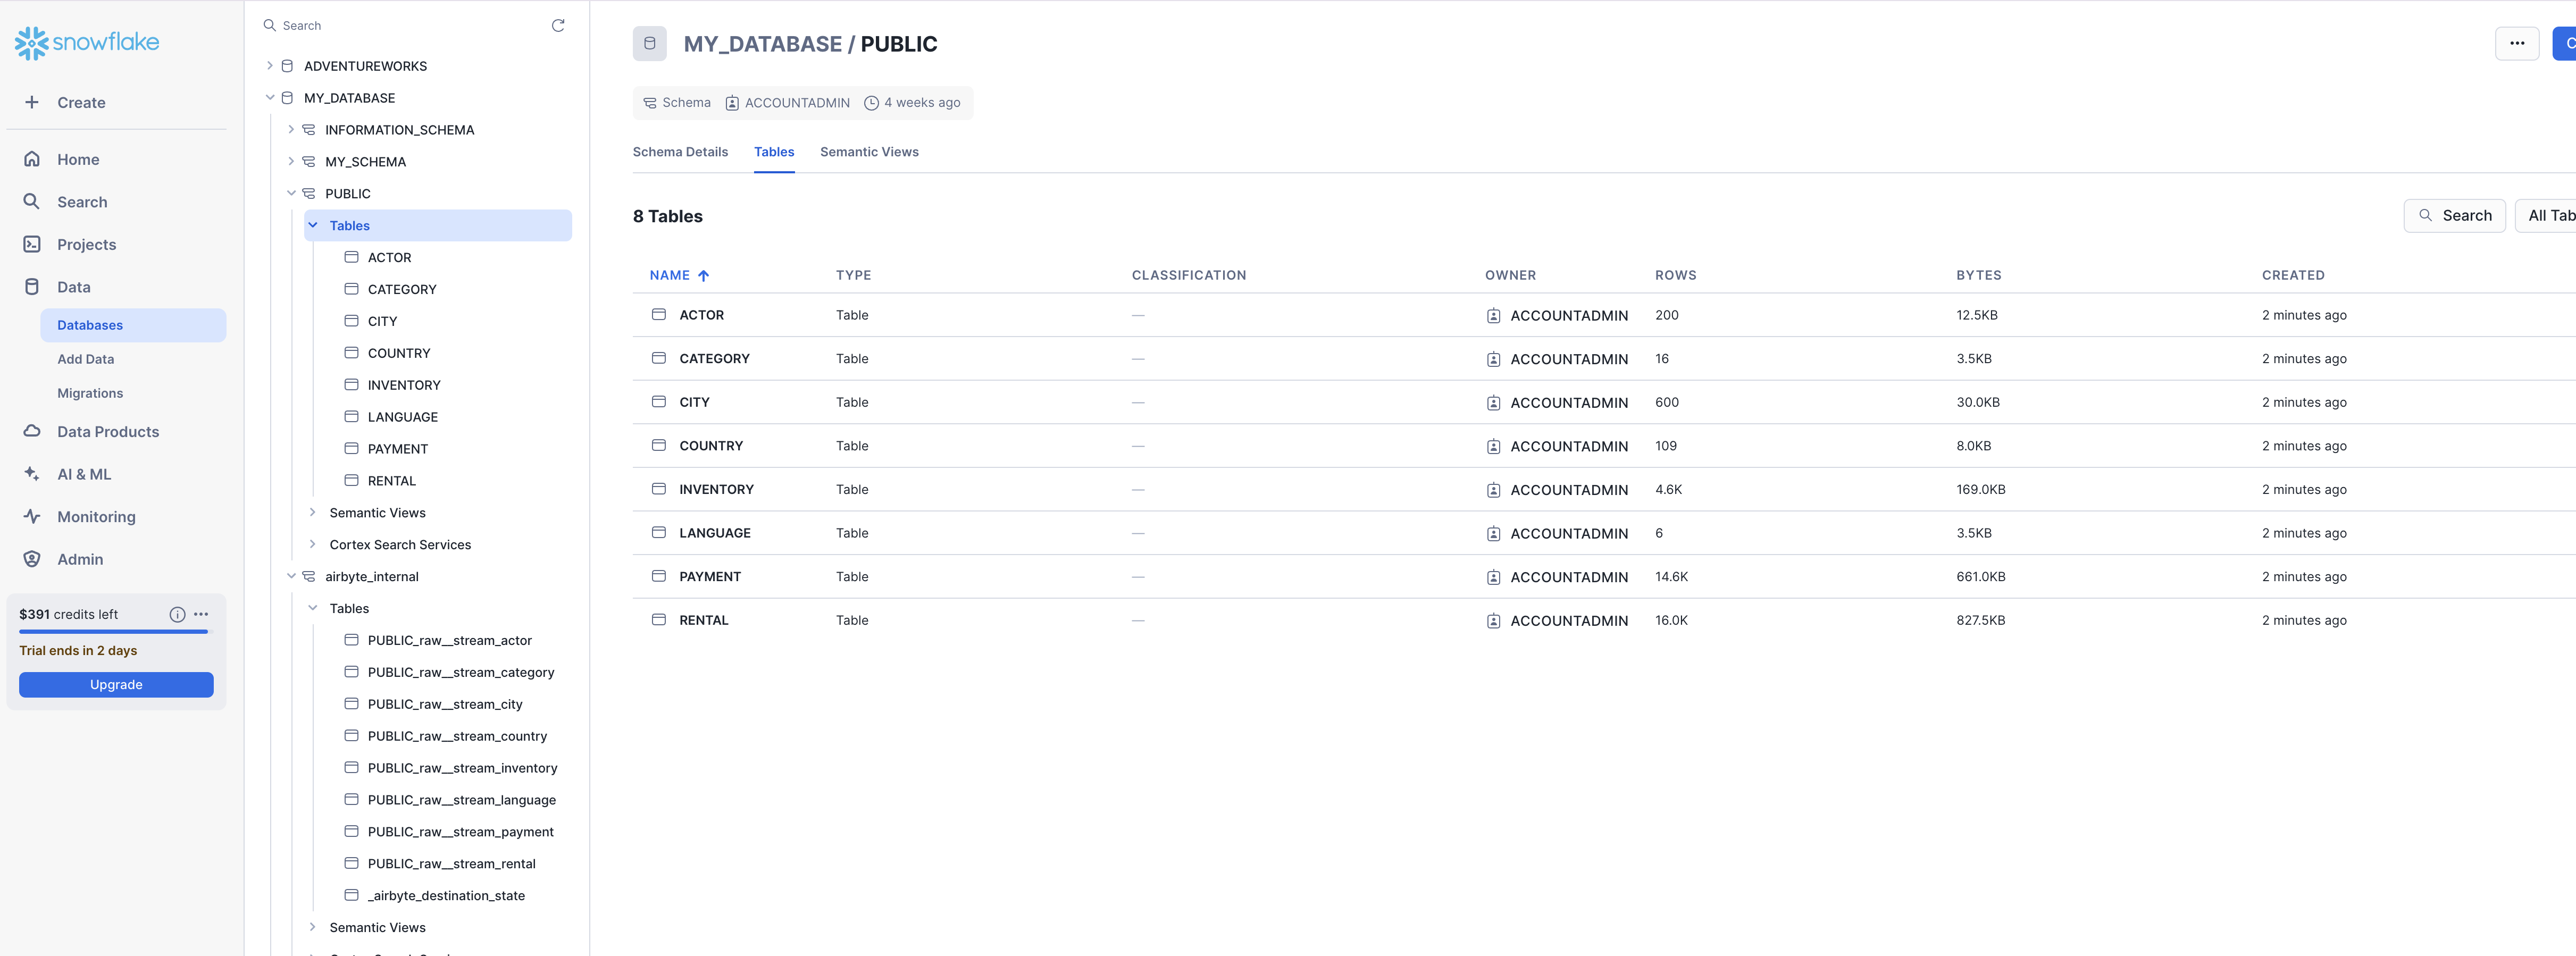 snowflake
Create
Home
Search
Projects
Data
Databases
Add Data
Migrations
Data Products
AI & ML
Monitoring
Admin
$391 credits left
Trial ends in 2 days
Upgrade
Search
ADVENTUREWORKS
MY_DATABASE
INFORMATION_SCHEMA
MY_SCHEMA
PUBLIC
Tables
ACTOR
CATEGORY
CITY
COUNTRY
INVENTORY
LANGUAGE
PAYMENT
RENTAL
Semantic Views
Cortex Search Services
airbyte_internal
Tables
PUBLIC_raw__stream_actor
PUBLIC_raw__stream_category
PUBLIC_raw__stream_city
PUBLIC_raw__stream_country
PUBLIC_raw__stream_inventory
PUBLIC_raw__stream_language
PUBLIC_raw__stream_payment
PUBLIC_raw__stream_rental
_airbyte_destination_state
Semantic Views
MY_DATABASE / PUBLIC
Schema ACCOUNTADMIN 4 weeks ago
Schema Details Tables Semantic Views
8 Tables Search All Tab
NAME TYPE CLASSIFICATION OWNER ROWS BYTES CREATED
ACTOR Table — ACCOUNTADMIN 200 12.5KB 2 minutes ago
CATEGORY Table — ACCOUNTADMIN 16 3.5KB 2 minutes ago
CITY Table — ACCOUNTADMIN 600 30.0KB 2 minutes ago
COUNTRY Table — ACCOUNTADMIN 109 8.0KB 2 minutes ago
INVENTORY Table — ACCOUNTADMIN 4.6K 169.0KB 2 minutes ago
LANGUAGE Table — ACCOUNTADMIN 6 3.5KB 2 minutes ago
PAYMENT Table — ACCOUNTADMIN 14.6K 661.0KB 2 minutes ago
RENTAL Table — ACCOUNTADMIN 16.0K 827.5KB 2 minutes ago